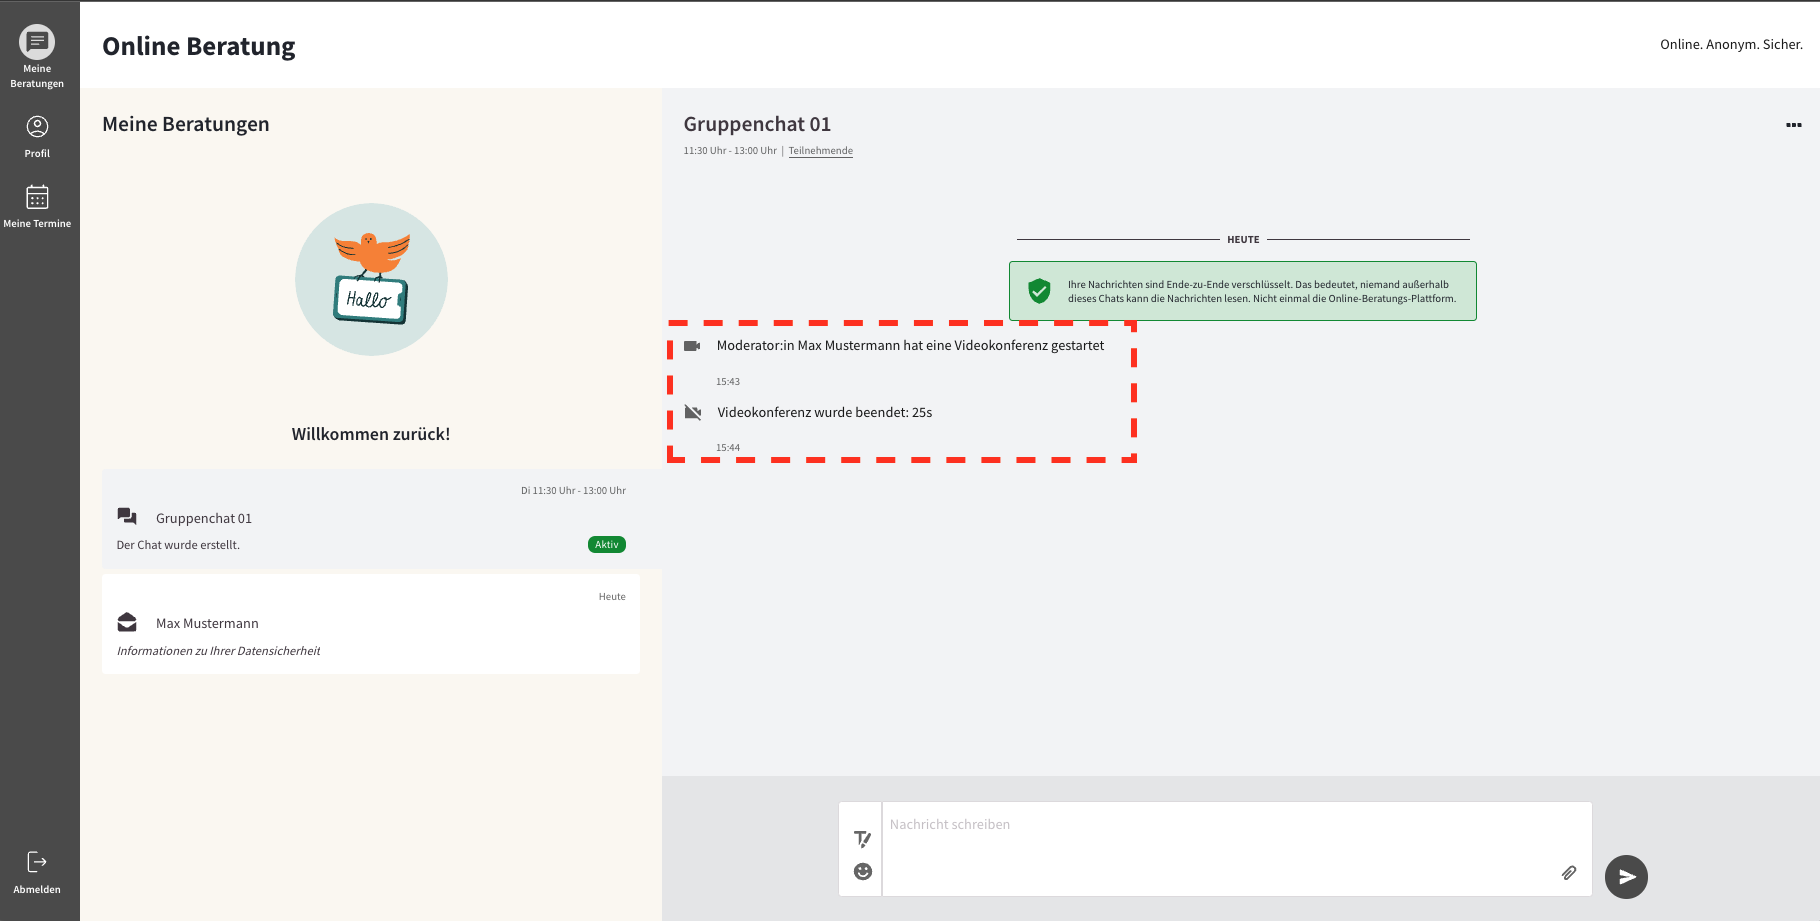 Meine
Beratungen
Profil
Meine Termine
Abmelden
Online Beratung
Online. Anonym. Sicher.
Meine Beratungen
Hallo
Willkommen zurück!
Di 11:30 Uhr - 13:00 Uhr
Gruppenchat 01
Der Chat wurde erstellt.
Aktiv
Heute
Max Mustermann
Informationen zu Ihrer Datensicherheit
Gruppenchat 01
11:30 Uhr - 13:00 Uhr | Teilnehmende
HEUTE
Ihre Nachrichten sind Ende-zu-Ende verschlüsselt. Das bedeutet, niemand außerhalb
dieses Chats kann die Nachrichten lesen. Nicht einmal die Online-Beratungs-Plattform.
Moderator:in Max Mustermann hat eine Videokonferenz gestartet
15:43
Videokonferenz wurde beendet: 25s
15:44
Nachricht schreiben